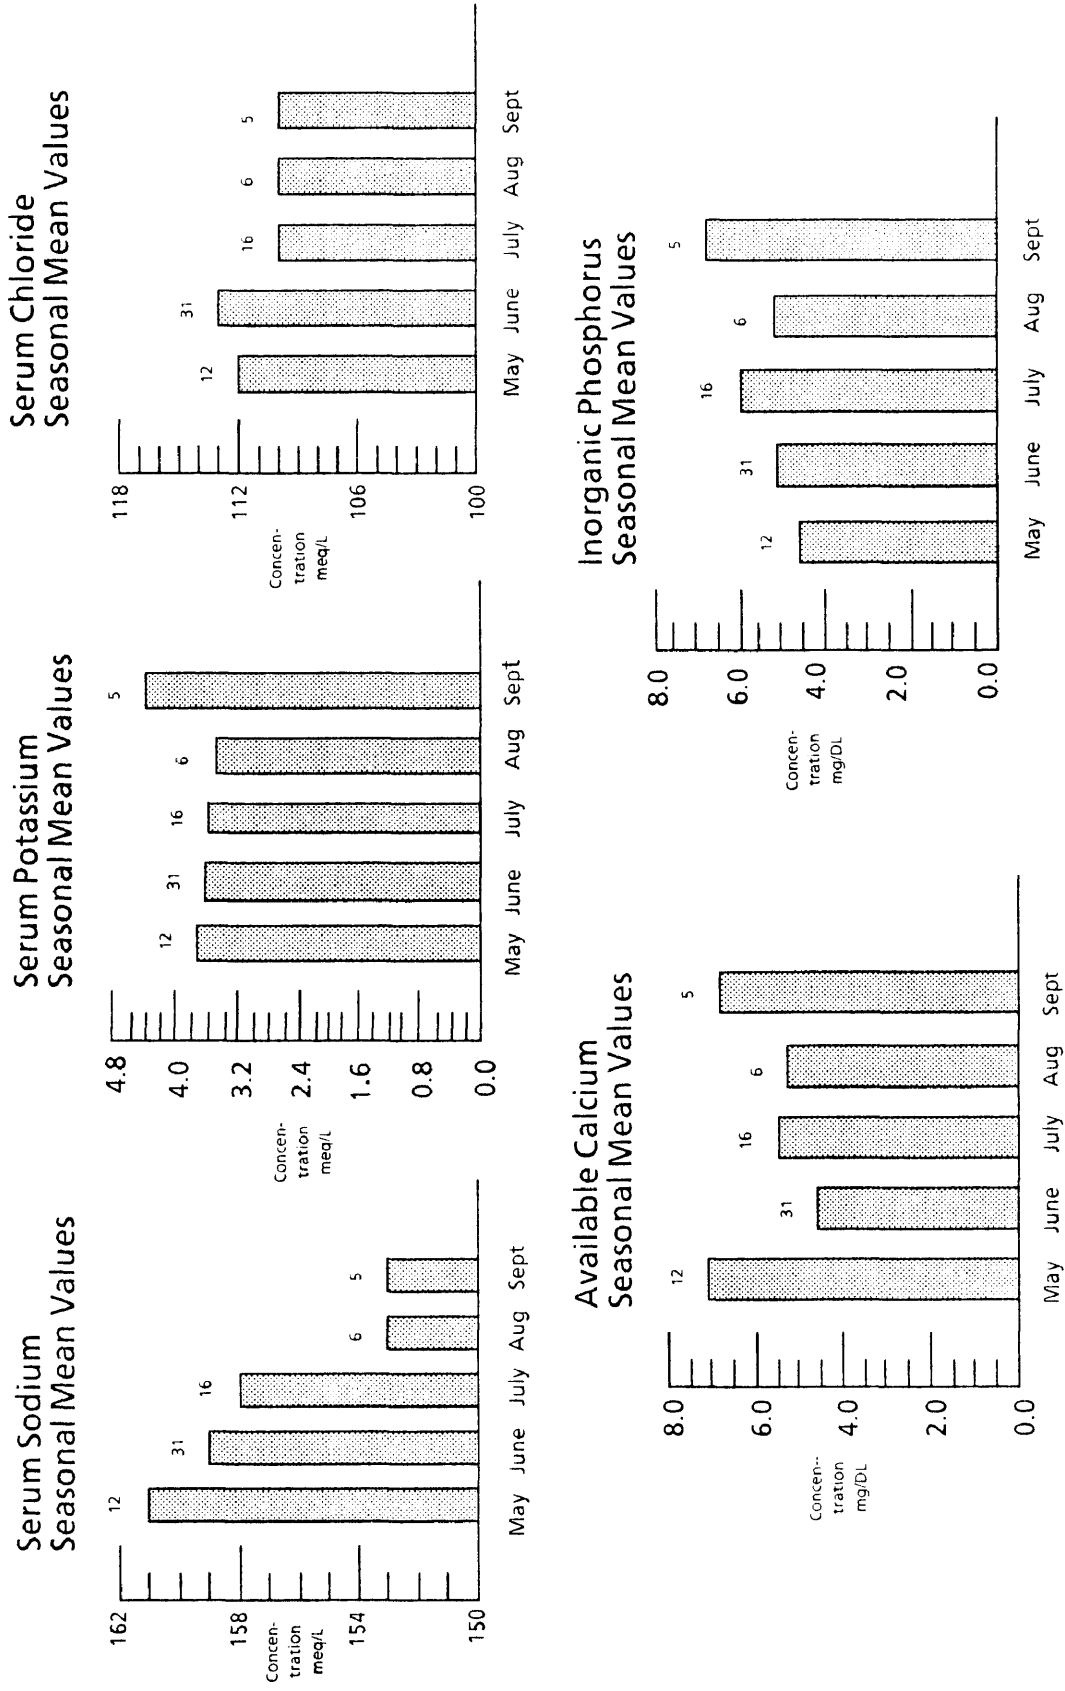 Serum Sodium
Seasonal Mean Values
162
158
154
150
Concen-
tration
meq/L
12
31
16
6
5
May June July Aug Sept
Serum Potassium
Seasonal Mean Values
4.8
4.0
3.2
2.4
1.6
0.8
0.0
Concen-
tration
meq/L
12
31
16
6
5
May June July Aug Sept
Serum Chloride
Seasonal Mean Values
118
112
106
100
Concen-
tration
meq/L
12
31
16
6
5
May June July Aug Sept
Available Calcium
Seasonal Mean Values
8.0
6.0
4.0
2.0
0.0
Concen--
tration
mg/DL
12
31
16
6
5
May June July Aug Sept
Inorganic Phosphorus
Seasonal Mean Values
8.0
6.0
4.0
2.0
0.0
Concen-
tration
mg/DL
12
31
16
6
5
May June July Aug Sept